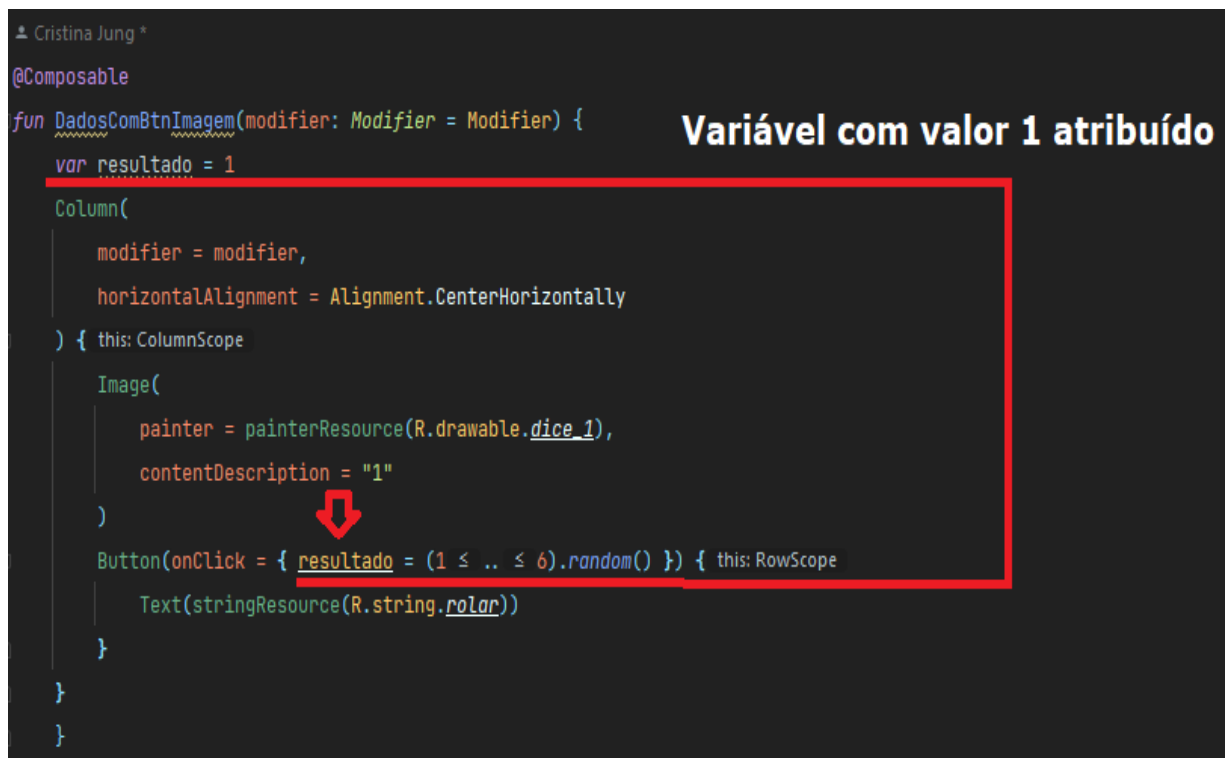 Cristina Jung *
@Composable
fun DadosComBtnImagem(modifier: Modifier = Modifier) {
Variável com valor 1 atribuído
var resultado = 1
Column(
modifier = modifier,
horizontalAlignment = Alignment.CenterHorizontally
) { this: ColumnScope
Image(
painter = painterResource(R.drawable.dice_1),
contentDescription = "1"
)
Button(onClick = { resultado = (1 ≤ .. ≤ 6).random() }) { this: RowScope
Text(stringResource(R.string.rolar))
}
}
}